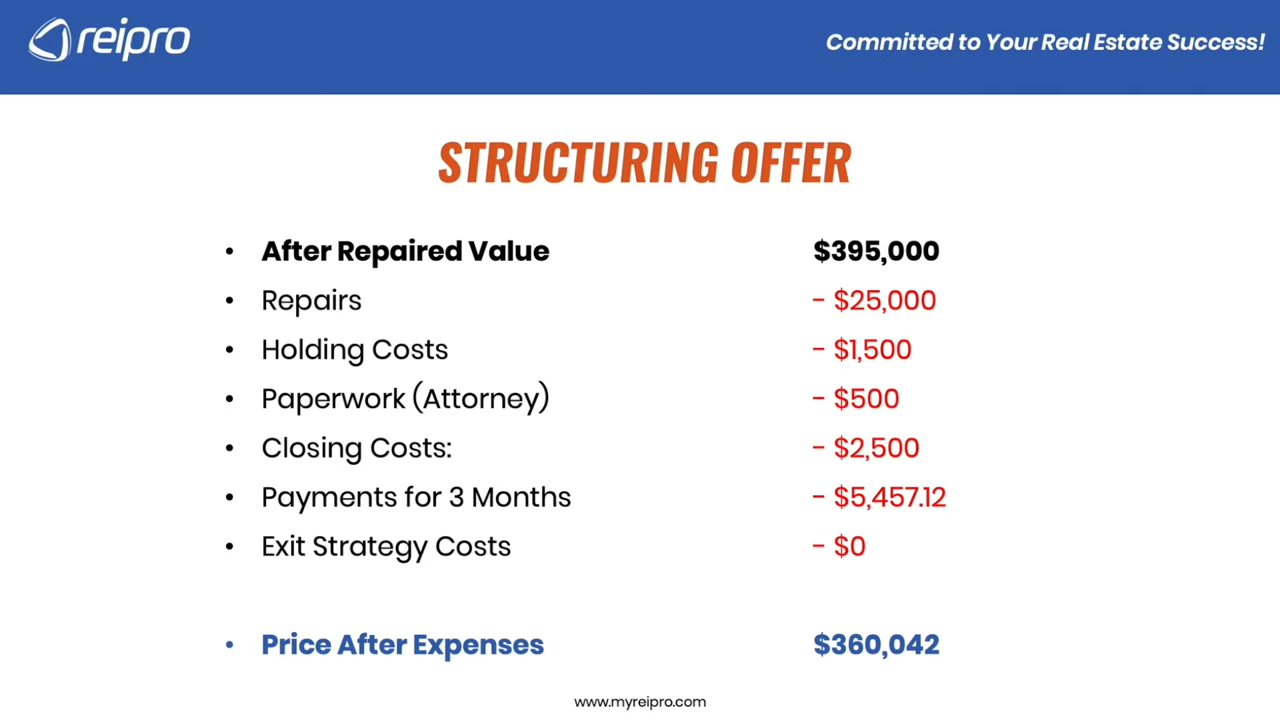 reipro
Committed to Your Real Estate Success!
STRUCTURING OFFER
• After Repaired Value $395,000
• Repairs - $25,000
• Holding Costs - $1,500
• Paperwork (Attorney) - $500
• Closing Costs: - $2,500
• Payments for 3 Months - $5,457.12
• Exit Strategy Costs - $0
• Price After Expenses $360,042
www.myreipro.com